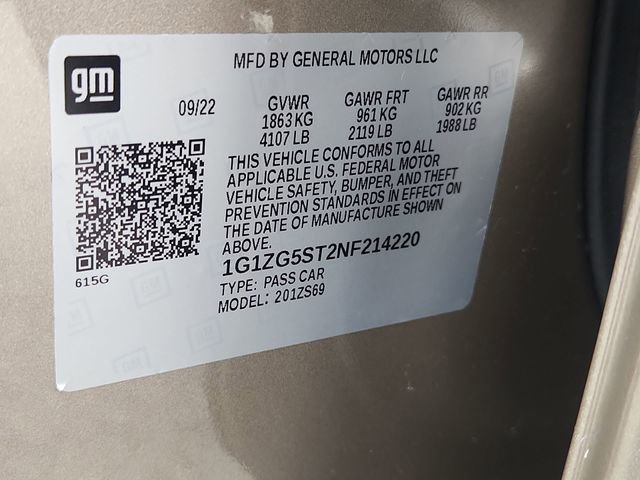 gm
MFD BY GENERAL MOTORS LLC
09/22 GVWR GAWR FRT GAWR RR
1863 KG 961 KG 902 KG
4107 LB 2119 LB 1988 LB
THIS VEHICLE CONFORMS TO ALL
APPLICABLE U.S. FEDERAL MOTOR
VEHICLE SAFETY, BUMPER, AND THEFT
PREVENTION STANDARDS IN EFFECT ON
THE DATE OF MANUFACTURE SHOWN
ABOVE.
1G1ZG5ST2NF214220
TYPE: PASS CAR
MODEL: 201ZS69
615G